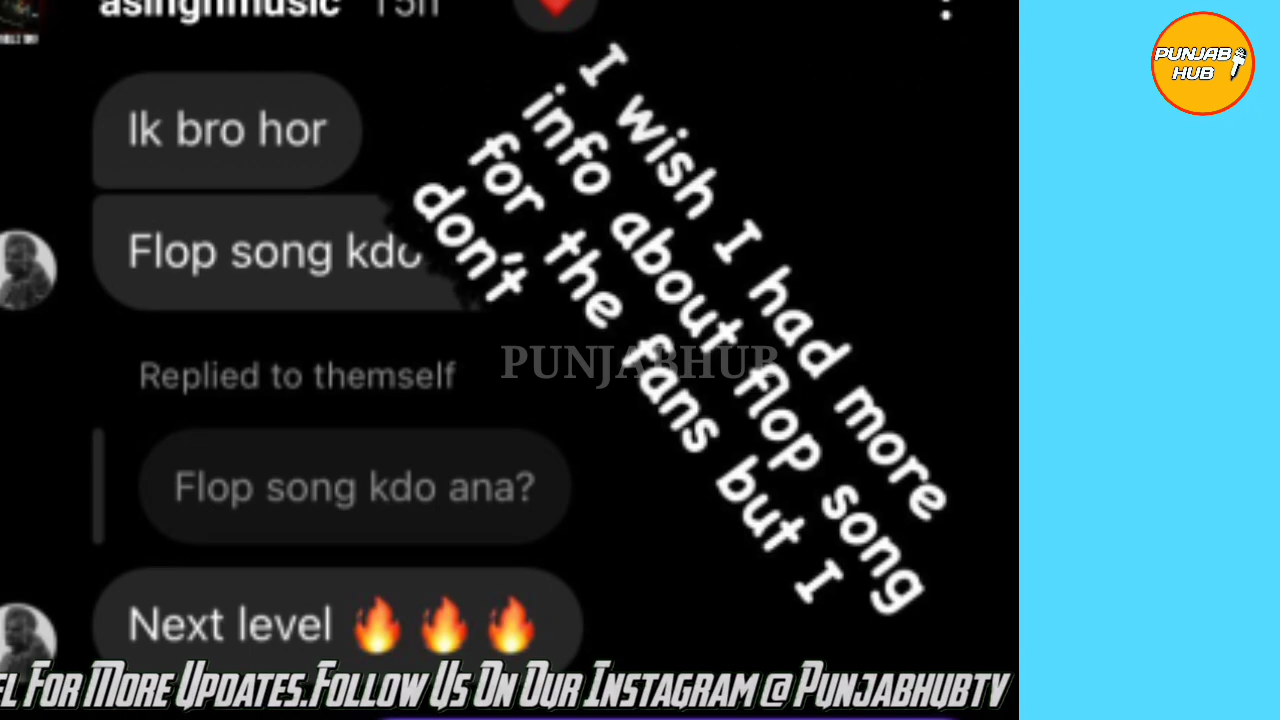 asinghmusic 15h
Ik bro hor
Flop song kdo
Replied to themself
Flop song kdo ana?
Next level 🔥🔥🔥
I wish I had more
info about flop song
for the fans but I
don't
PUNJABHUB
PUNJAB
HUB
For More Updates.Follow Us On Our Instagram @Punjabhubtv